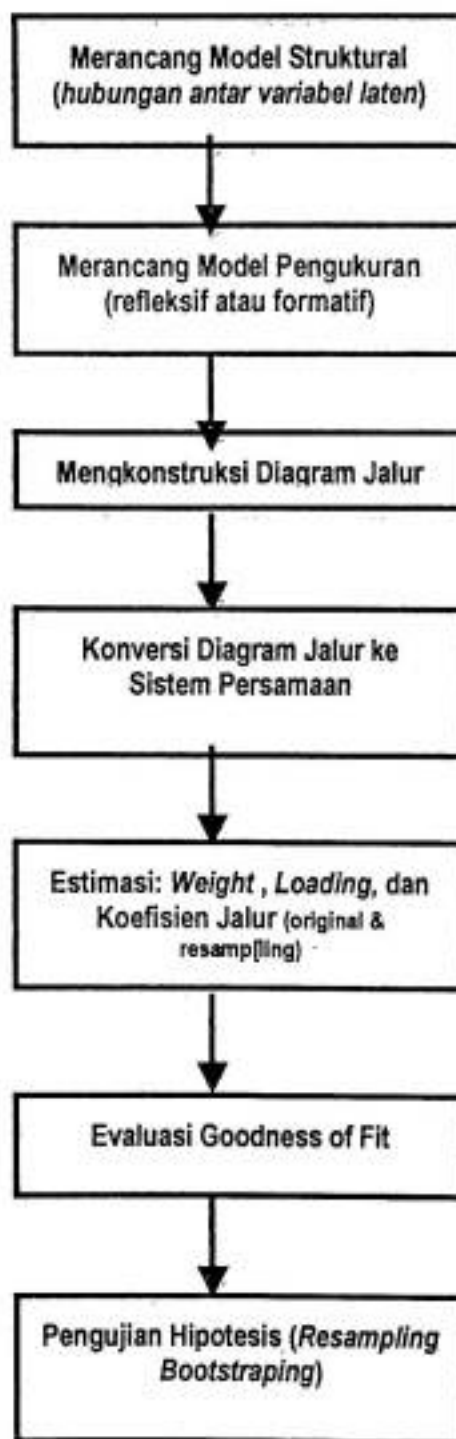 Merancang Model Struktural
(hubungan antar variabel laten)
Merancang Model Pengukuran
(refleksif atau formatif)
Mengkonstruksi Diagram Jalur
Konversi Diagram Jalur ke
Sistem Persamaan
Estimasi: Weight , Loading, dan
Koefisien Jalur (original &
resamp[ling)
Evaluasi Goodness of Fit
Pengujian Hipotesis (Resampling
Bootstraping)